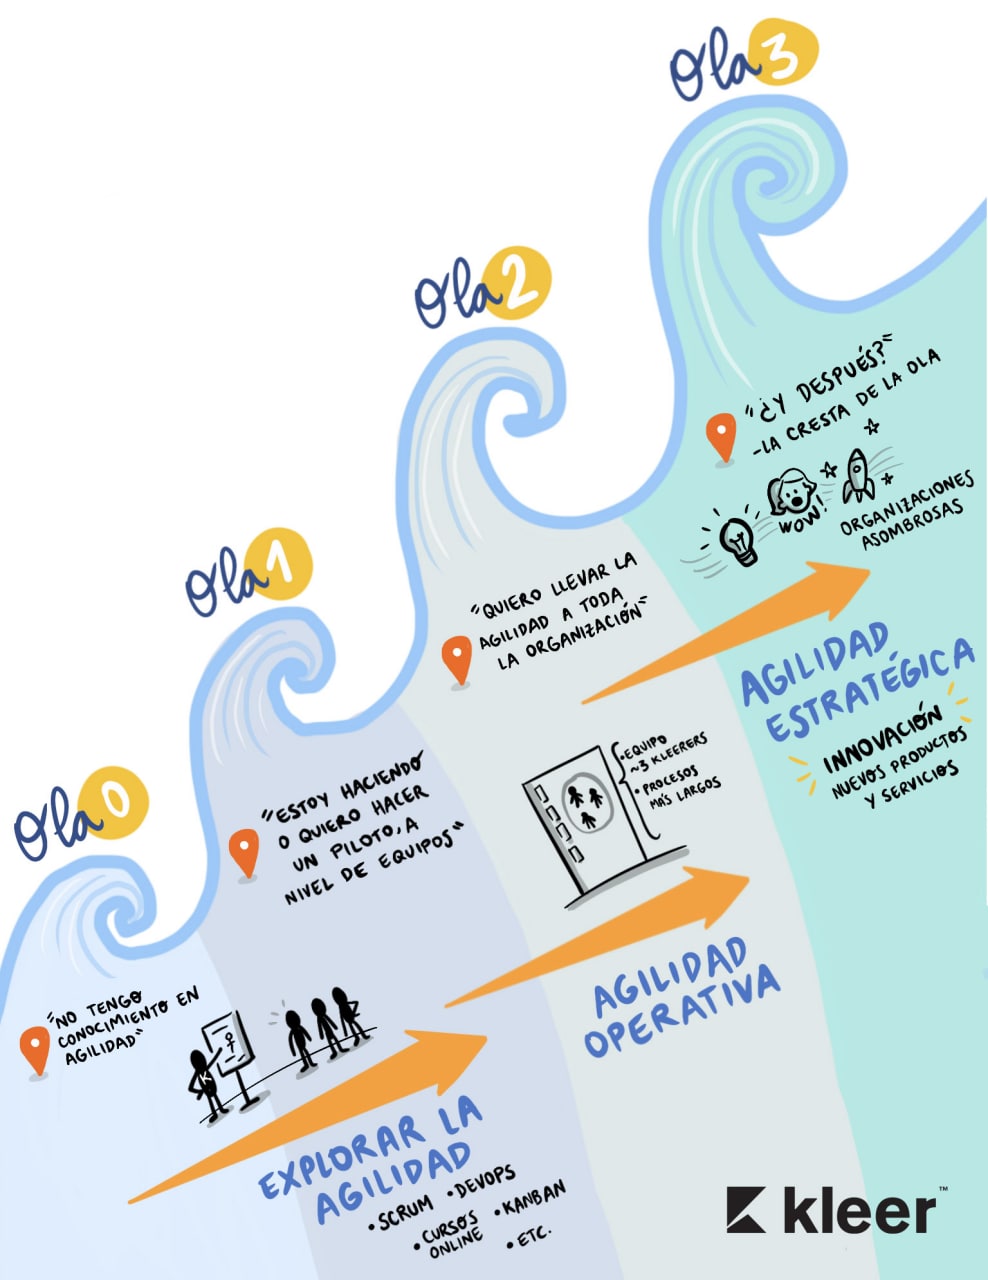 Ola 3
"¿Y DESPUÉS?"
-LA CRESTA DE LA OLA
WOW!
ORGANIZACIONES
ASOMBROSAS
AGILIDAD
ESTRATÉGICA
INNOVACIÓN
NUEVOS PRODUCTOS
Y SERVICIOS
Ola 2
"QUIERO LLEVAR LA
AGILIDAD A TODA
LA ORGANIZACIÓN"
•EQUIPO
~3 KLEERERS
•PROCESOS
MÁS LARGOS
AGILIDAD
OPERATIVA
Ola 1
"ESTOY HACIENDO
O QUIERO HACER
UN PILOTO, A
NIVEL DE EQUIPOS"
Ola 0
"NO TENGO
CONOCIMIENTO EN
AGILIDAD"
K
EXPLORAR LA
AGILIDAD
•SCRUM •DEVOPS
•CURSOS
ONLINE
•KANBAN
•ETC.
kleer™